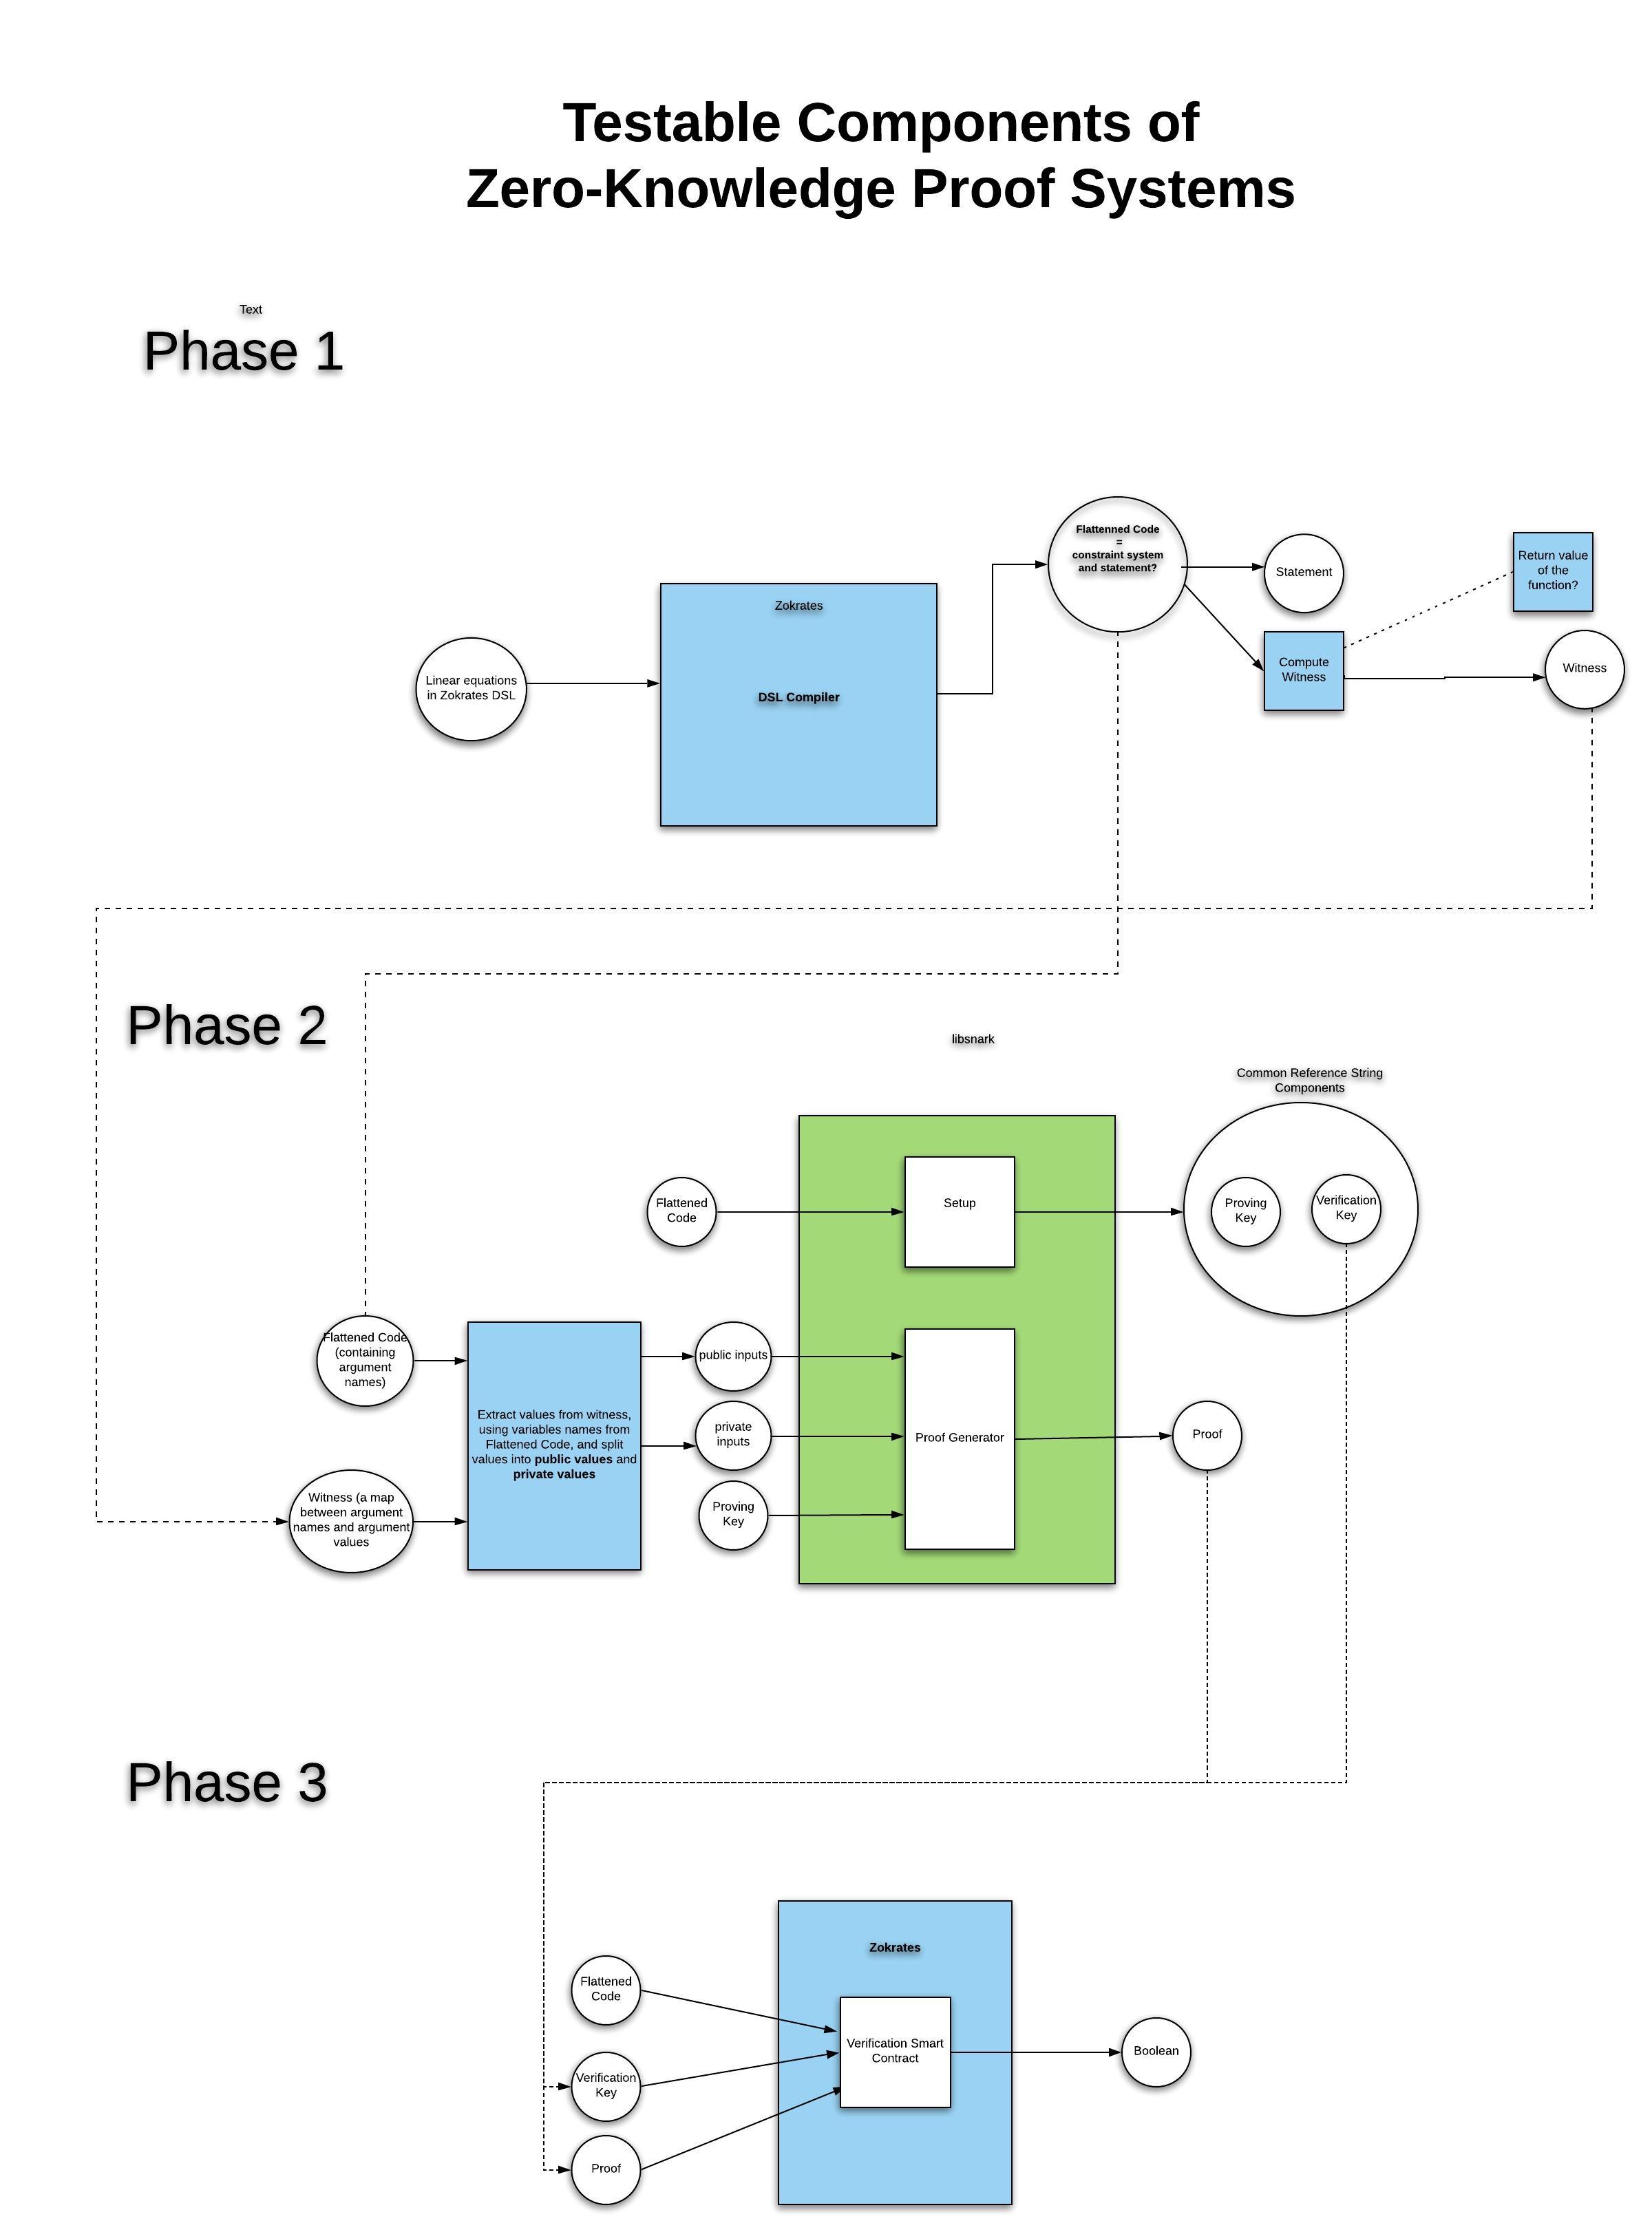 Testable Components of
Zero-Knowledge Proof Systems
Text
Phase 1
Flattenned Code
=
constraint system
and statement?
Statement
Return value
of the
function?
Zokrates
DSL Compiler
Linear equations
in Zokrates DSL
Compute
Witness
Witness
Phase 2
libsnark
Common Reference String
Components
Flattened
Code
Setup
Proving
Key
Verification
Key
Flattened Code
(containing
argument
names)
Extract values from witness,
using variables names from
Flattened Code, and split
values into public values and
private values
public inputs
private
inputs
Proof Generator
Proof
Proving
Key
Witness (a map
between argument
names and argument
values
Phase 3
Zokrates
Flattened
Code
Verification Smart
Contract
Boolean
Verification
Key
Proof